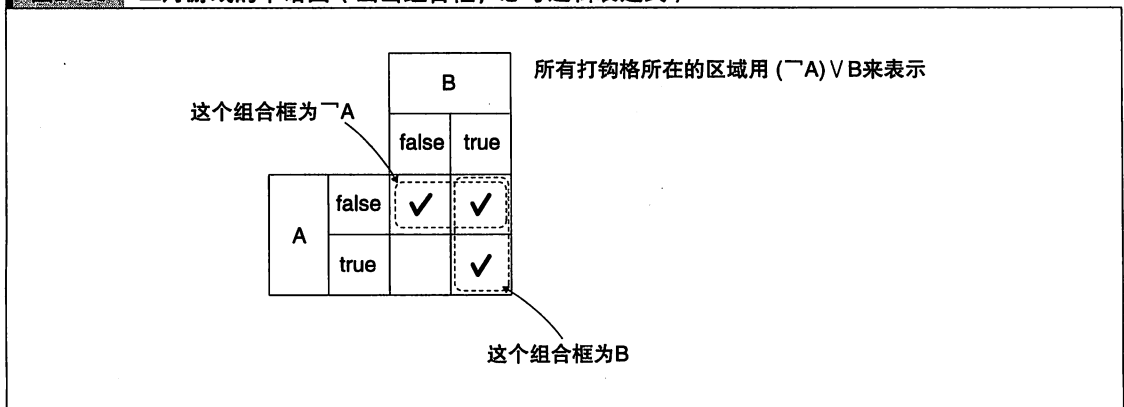 所有打钩格所在的区域用 (¬A)∨B来表示
B
这个组合框为¬A
false true
A
false ✓ ✓
true ✓
这个组合框为B